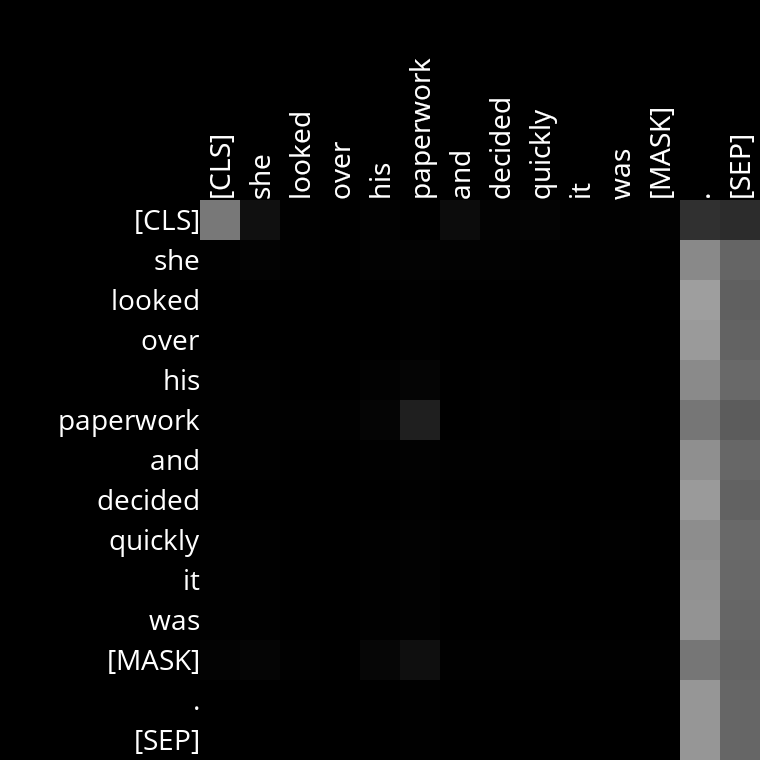 [CLS] she looked over his paperwork and decided quickly it was [MASK] . [SEP]
[CLS]
she
looked
over
his
paperwork
and
decided
quickly
it
was
[MASK]
.
[SEP]